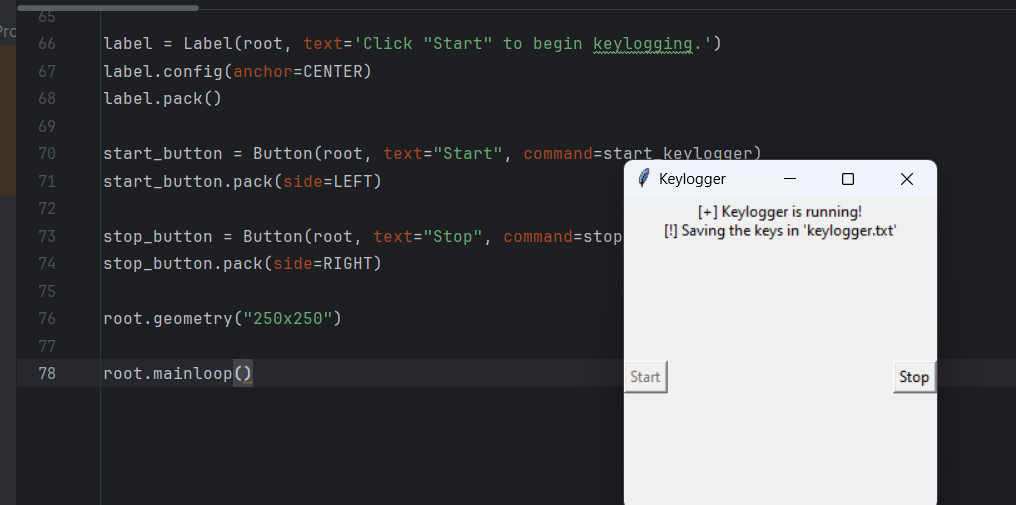 Pro
65
66 label = Label(root, text='Click "Start" to begin keylogging.')
67 label.config(anchor=CENTER)
68 label.pack()
69
70 start_button = Button(root, text="Start", command=start_keylogger)
71 start_button.pack(side=LEFT)
72
73 stop_button = Button(root, text="Stop", command=stop
74 stop_button.pack(side=RIGHT)
75
76 root.geometry("250x250")
77
78 root.mainloop()
Keylogger
[+] Keylogger is running!
[!] Saving the keys in 'keylogger.txt'
Start
Stop